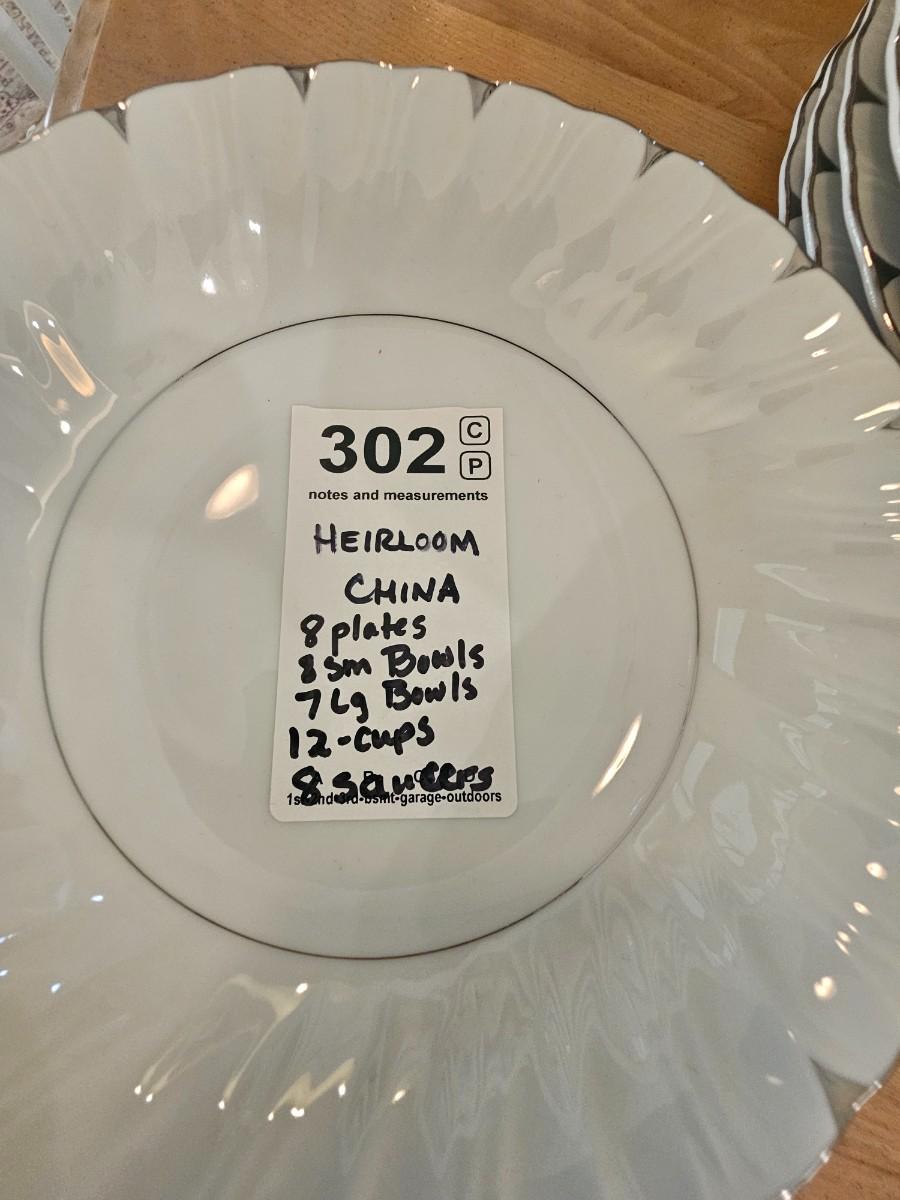 302 C
P
notes and measurements
HEIRLOOM
CHINA
8 plates
8 sm Bowls
7 Lg Bowls
12-cups
8 saucers
1st-2nd-3rd-bsmt-garage-outdoors